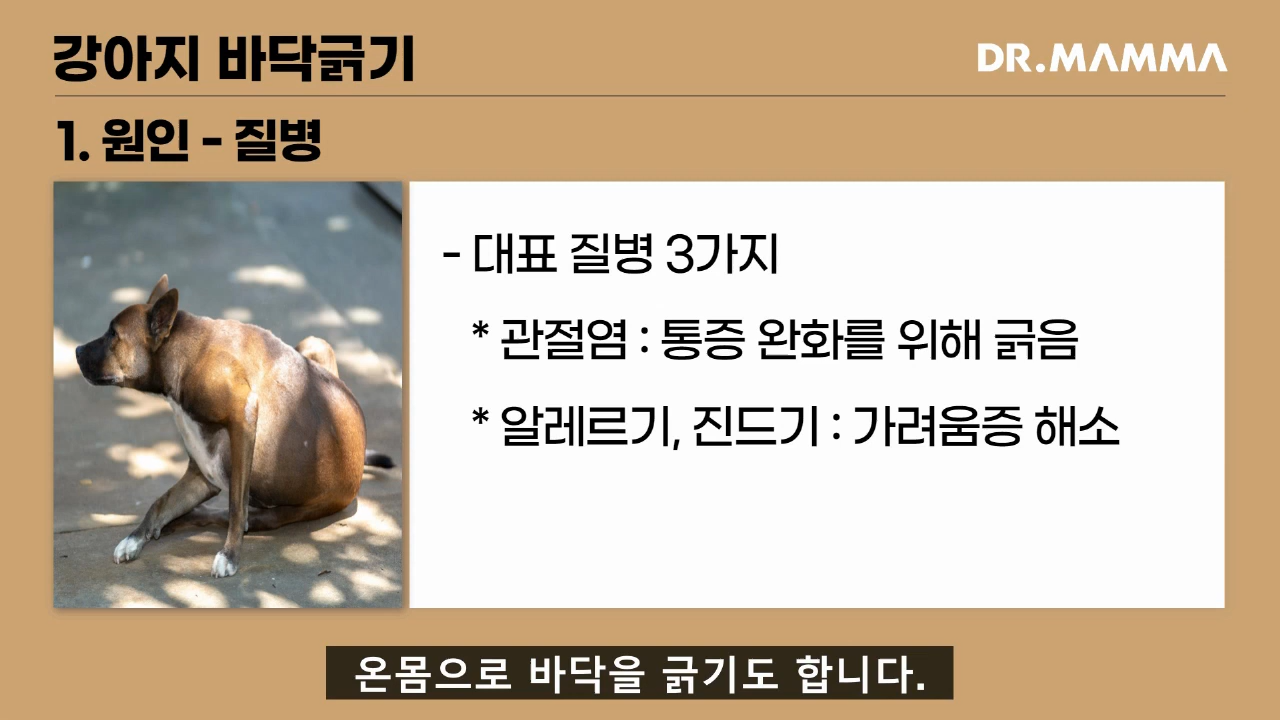 강아지 바닥긁기
DR.MAMMA
1. 원인 - 질병
- 대표 질병 3가지
* 관절염 : 통증 완화를 위해 긁음
* 알레르기, 진드기 : 가려움증 해소
온몸으로 바닥을 긁기도 합니다.